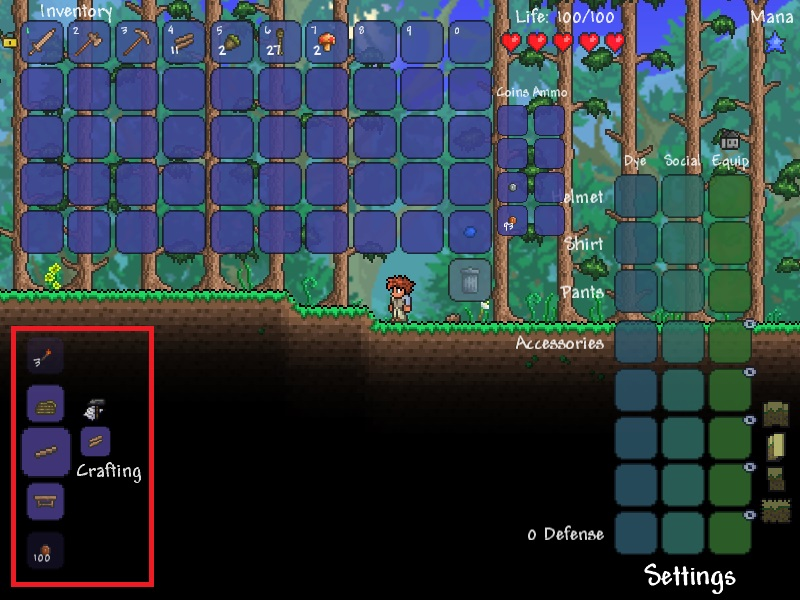 Inventory
Life: 100/100
Mana
1 2 3 4 5 6 7 8 9 0
11 2 27 2
Coins Ammo
Dye Social Equip
Helmet
93
Shirt
Pants
Accessories
3
Crafting
0 Defense
100
Settings